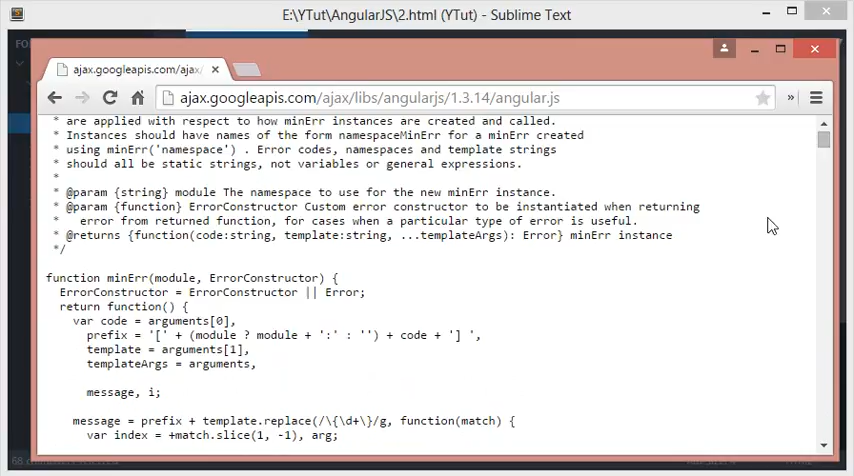 E:\YTut\AngularJS\2.html (YTut) - Sublime Text
FO
ajax.googleapis.com/ajax/
ajax.googleapis.com/ajax/libs/angularjs/1.3.14/angular.js
* are applied with respect to how minErr instances are created and called.
* Instances should have names of the form namespaceMinErr for a minErr created
* using minErr('namespace') . Error codes, namespaces and template strings
* should all be static strings, not variables or general expressions.
*
* @param {string} module The namespace to use for the new minErr instance.
* @param {function} ErrorConstructor Custom error constructor to be instantiated when returning
*   error from returned function, for cases when a particular type of error is useful.
* @returns {function(code:string, template:string, ...templateArgs): Error} minErr instance
*/
function minErr(module, ErrorConstructor) {
ErrorConstructor = ErrorConstructor || Error;
return function() {
var code = arguments[0],
prefix = '[' + (module ? module + ':' : '') + code + '] ',
template = arguments[1],
templateArgs = arguments,
message, i;
message = prefix + template.replace(/\{\d+\}/g, function(match) {
var index = +match.slice(1, -1), arg;